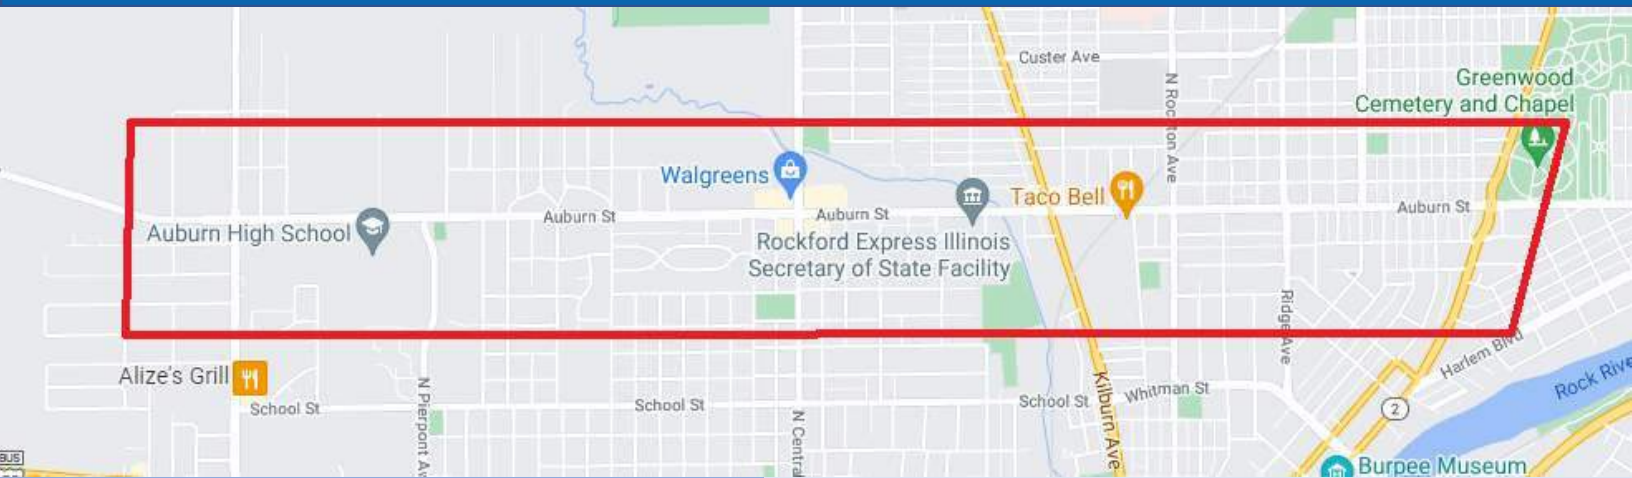 Custer Ave
Greenwood
Cemetery and Chapel
N Rockton Ave
Walgreens
Taco Bell
Auburn St
Auburn St
Auburn St
Auburn High School
Rockford Express Illinois
Secretary of State Facility
Ridge Ave
Harlem Blvd
Alize's Grill
N Pierpont Av
School St
School St
School St
Whitman St
Kilburn Ave
N Central
2
Rock Rive
BUS
Burpee Museum